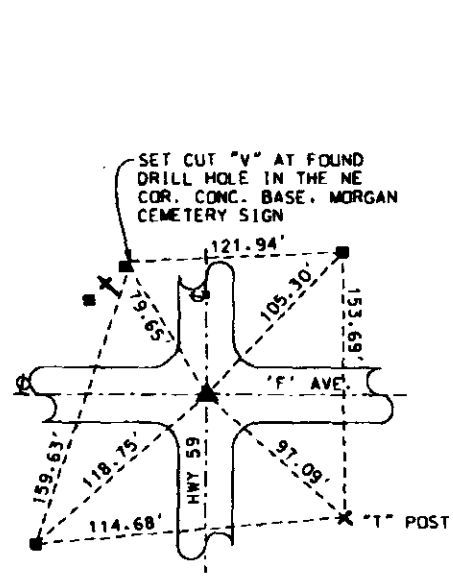 SET CUT "V" AT FOUND
DRILL HOLE IN THE NE
COR. CONC. BASE. MORGAN
CEMETERY SIGN
121.94'
79.65'
105.30'
153.69'
'F' AVE.
159.63'
118.75'
HWY 59
97.09'
114.68'
"T" POST